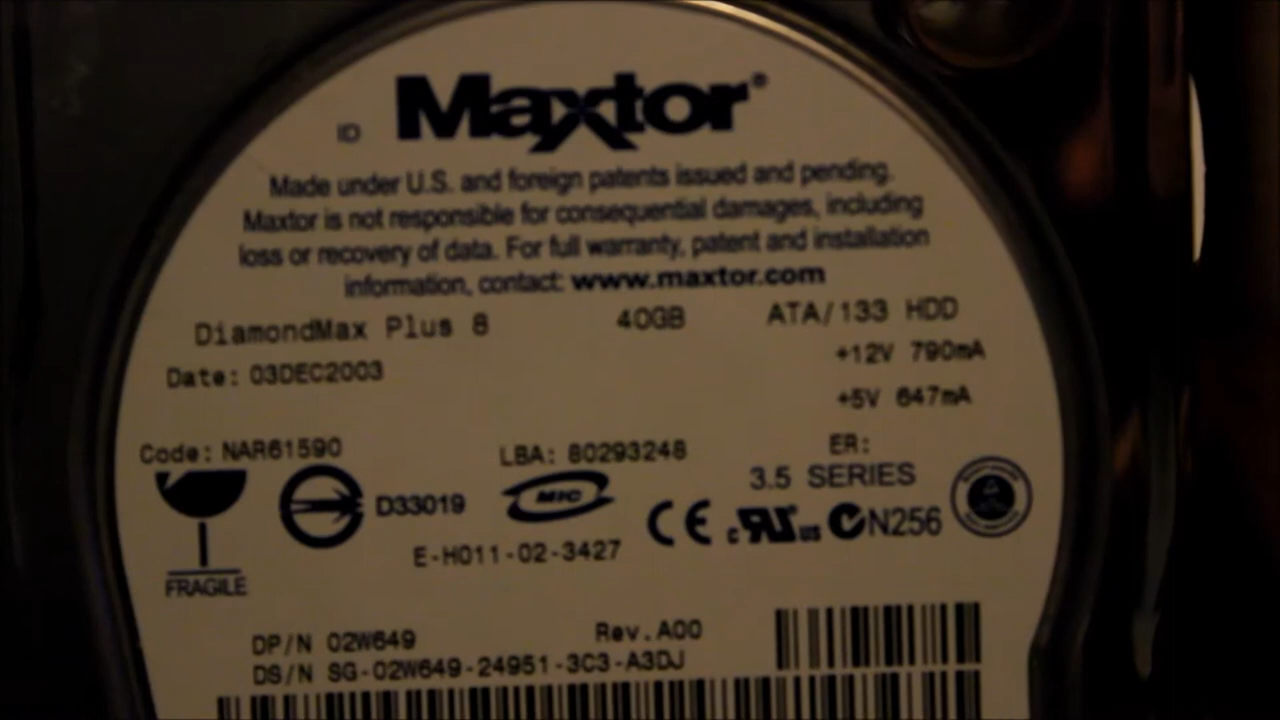 Maxtor®
ID
Made under U.S. and foreign patents issued and pending.
Maxtor is not responsible for consequential damages, including
loss or recovery of data. For full warranty, patent and installation
information, contact: www.maxtor.com
DiamondMax Plus 8 40GB ATA/133 HDD
+12V 790mA
Date: 03DEC2003
+5V 647mA
Code: NAR61590 LBA: 80293248 ER:
3.5 SERIES
D33019 MIC CE c RU us N256
E-H011-02-3427
FRAGILE
DP/N 02W649 Rev.A00
DS/N SG-02W649-24951-3C3-A3DJ